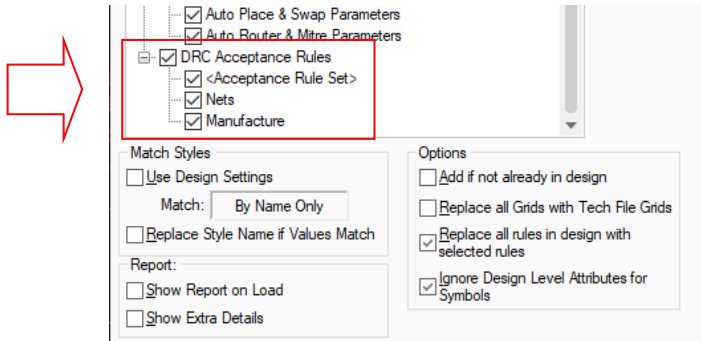 Auto Place & Swap Parameters
Auto Router & Mitre Parameters
DRC Acceptance Rules
<Acceptance Rule Set>
Nets
Manufacture
Match Styles
Use Design Settings
Match: By Name Only
Replace Style Name if Values Match
Report:
Show Report on Load
Show Extra Details
Options
Add if not already in design
Replace all Grids with Tech File Grids
Replace all rules in design with
selected rules
Ignore Design Level Attributes for
Symbols